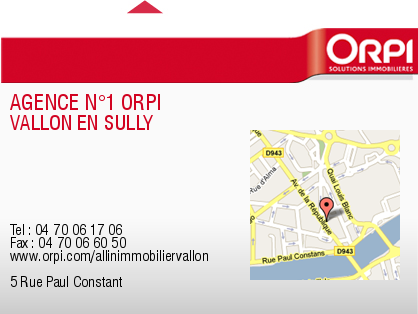 ORPI
SOLUTIONS IMMOBILIÈRES
AGENCE N°1 ORPI
VALLON EN SULLY
D943
D943
Rue d'Alma
Av. de la République
Quai Louis Blanc
Tel : 04 70 06 17 06
Fax : 04 70 06 60 50
www.orpi.com/allinimmobiliervallon
Rue Paul Constans
D943
5 Rue Paul Constant